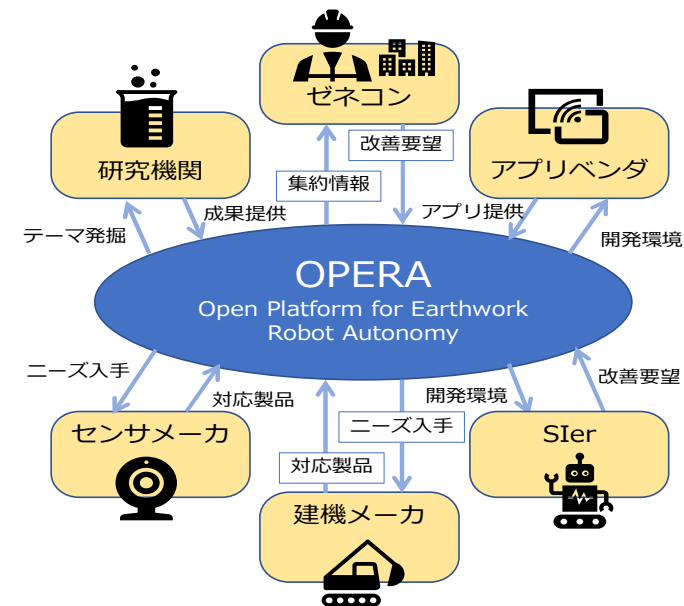 ゼネコン
研究機関
アプリベンダ
改善要望
集約情報
成果提供
アプリ提供
テーマ発掘
開発環境
OPERA
Open Platform for Earthwork
Robot Autonomy
ニーズ入手
対応製品
開発環境
改善要望
センサメーカ
ニーズ入手
SIer
対応製品
建機メーカ